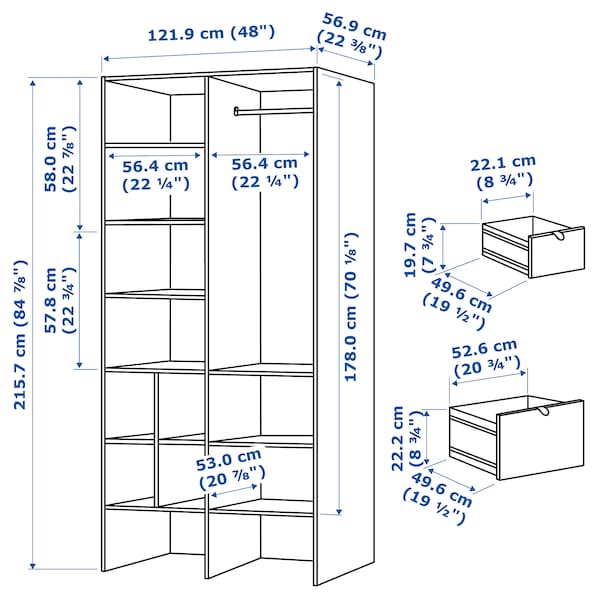 121.9 cm (48")
56.9 cm
(22 ⅜")
58.0 cm
(22 ⅞")
56.4 cm
(22 ¼")
56.4 cm
(22 ¼")
57.8 cm
(22 ¾")
215.7 cm (84 ⅞")
178.0 cm (70 ⅛")
53.0 cm
(20 ⅞")
22.1 cm
(8 ¾")
19.7 cm
(7 ¾")
49.6 cm
(19 ½")
52.6 cm
(20 ¾")
22.2 cm
(8 ¾")
49.6 cm
(19 ½")